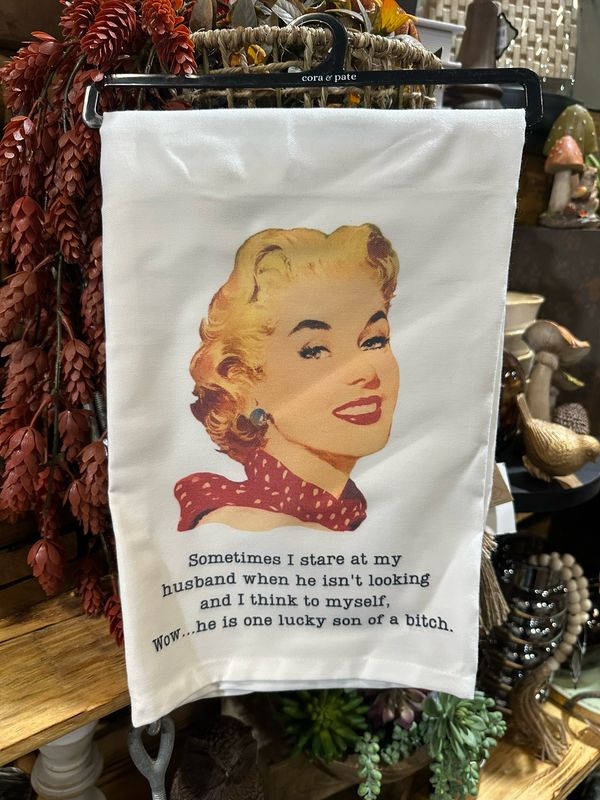 cora & pate
Sometimes I stare at my
husband when he isn't looking
and I think to myself,
Wow...he is one lucky son of a bitch.